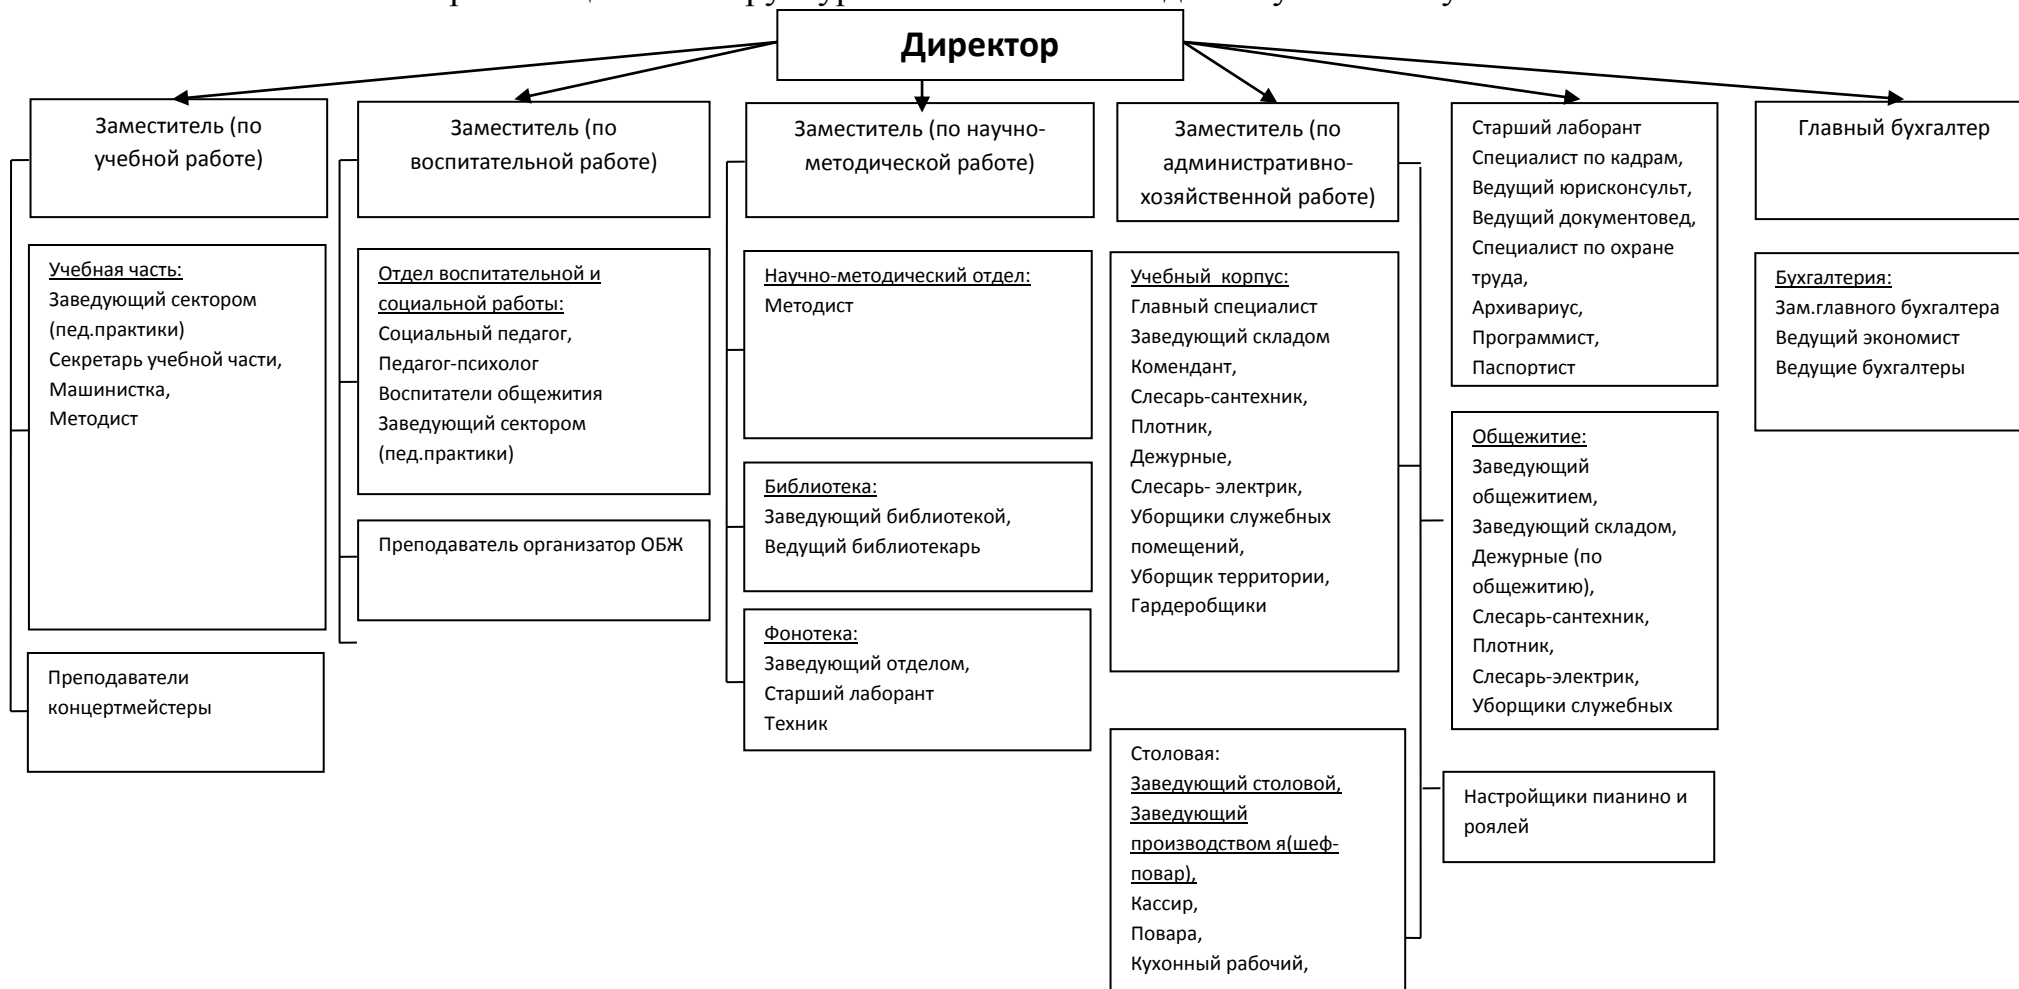 Директор
Заместитель (по
учебной работе)
Заместитель (по
воспитательной работе)
Заместитель (по научно-
методической работе)
Заместитель (по
административно-
хозяйственной работе)
Старший лаборант
Специалист по кадрам,
Ведущий юрисконсульт,
Ведущий документовед,
Специалист по охране
труда,
Архивариус,
Программист,
Паспортист
Главный бухгалтер
Учебная часть:
Заведующий сектором
(пед.практики)
Секретарь учебной части,
Машинистка,
Методист
Преподаватели
концертмейстеры
Отдел воспитательной и
социальной работы:
Социальный педагог,
Педагог-психолог
Воспитатели общежития
Заведующий сектором
(пед.практики)
Преподаватель организатор ОБЖ
Научно-методический отдел:
Методист
Библиотека:
Заведующий библиотекой,
Ведущий библиотекарь
Фонотека:
Заведующий отделом,
Старший лаборант
Техник
Учебный корпус:
Главный специалист
Заведующий складом
Комендант,
Слесарь-сантехник,
Плотник,
Дежурные,
Слесарь- электрик,
Уборщики служебных
помещений,
Уборщик территории,
Гардеробщики
Столовая:
Заведующий столовой,
Заведующий
производством я(шеф-
повар),
Кассир,
Повара,
Кухонный рабочий,
Общежитие:
Заведующий
общежитием,
Заведующий складом,
Дежурные (по
общежитию),
Слесарь-сантехник,
Плотник,
Слесарь-электрик,
Уборщики служебных
Настройщики пианино и
роялей
Бухгалтерия:
Зам.главного бухгалтера
Ведущий экономист
Ведущие бухгалтеры